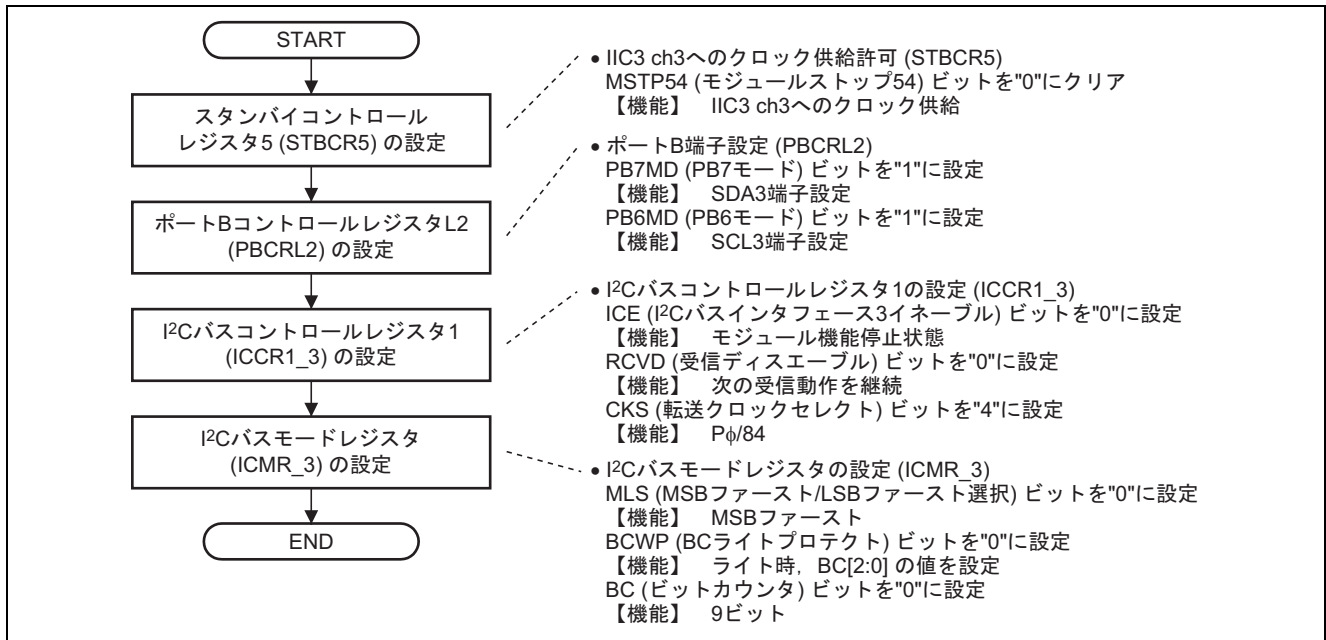 START
スタンバイコントロール
レジスタ5 (STBCR5) の設定
ポートBコントロールレジスタL2
(PBCRL2) の設定
I2Cバスコントロールレジスタ1
(ICCR1_3) の設定
I2Cバスモードレジスタ
(ICMR_3) の設定
END
● IIC3 ch3へのクロック供給許可 (STBCR5)
MSTP54 (モジュールストップ54) ビットを"0"にクリア
【機能】 IIC3 ch3へのクロック供給
● ポートB端子設定 (PBCRL2)
PB7MD (PB7モード) ビットを"1"に設定
【機能】 SDA3端子設定
PB6MD (PB6モード) ビットを"1"に設定
【機能】 SCL3端子設定
● I2Cバスコントロールレジスタ1の設定 (ICCR1_3)
ICE (I2Cバスインタフェース3イネーブル) ビットを"0"に設定
【機能】 モジュール機能停止状態
RCVD (受信ディスエーブル) ビットを"0"に設定
【機能】 次の受信動作を継続
CKS (転送クロックセレクト) ビットを"4"に設定
【機能】 Pφ/84
● I2Cバスモードレジスタの設定 (ICMR_3)
MLS (MSBファースト/LSBファースト選択) ビットを"0"に設定
【機能】 MSBファースト
BCWP (BCライトプロテクト) ビットを"0"に設定
【機能】 ライト時，BC[2:0] の値を設定
BC (ビットカウンタ) ビットを"0"に設定
【機能】 9ビット